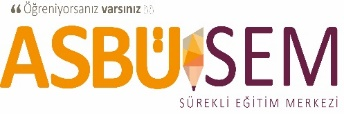 “Öğreniyorsanız varsınız”
ASBÜSEM
SÜREKLİ EĞİTİM MERKEZİ